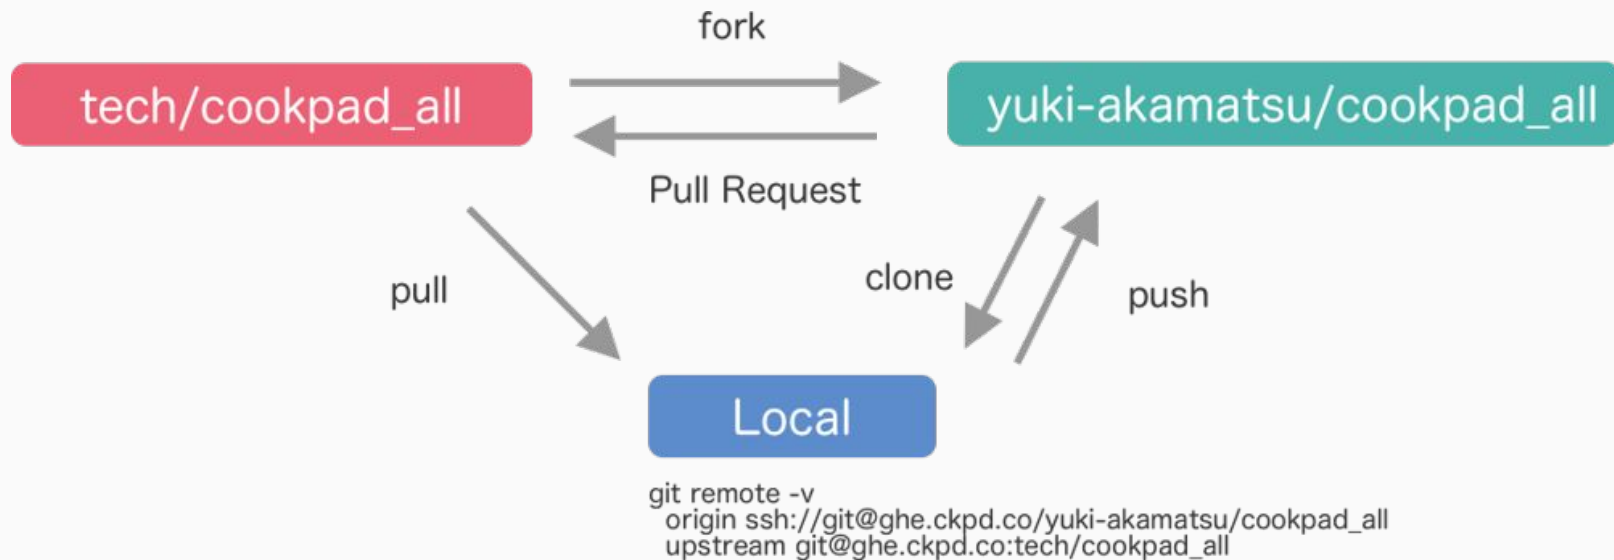 fork
tech/cookpad_all
yuki-akamatsu/cookpad_all
Pull Request
pull
clone
push
Local
git remote -v
origin ssh://git@ghe.ckpd.co/yuki-akamatsu/cookpad_all
upstream git@ghe.ckpd.co:tech/cookpad_all